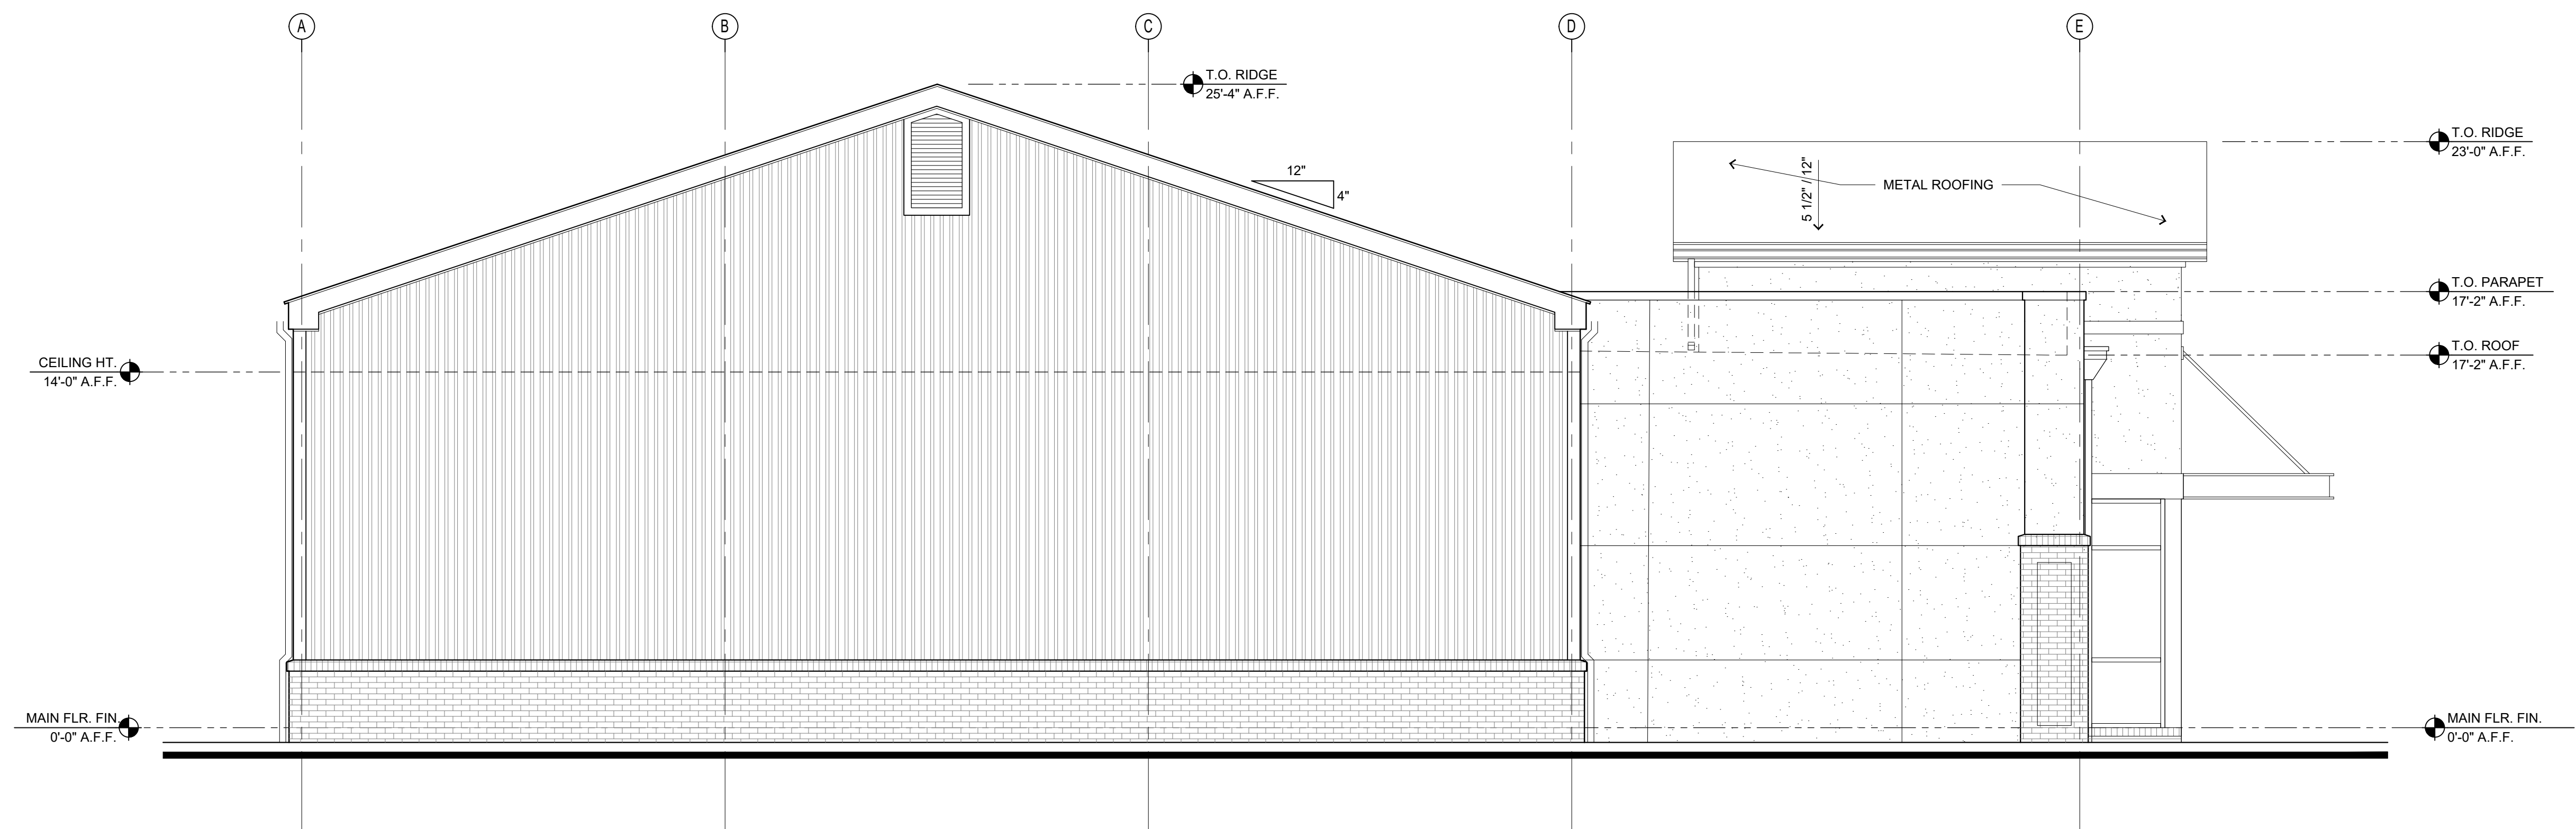 A
B
C
D
E
T.O. RIDGE
25'-4" A.F.F.
T.O. RIDGE
23'-0" A.F.F.
12"
4"
5 1/2" / 12"
METAL ROOFING
T.O. PARAPET
17'-2" A.F.F.
T.O. ROOF
17'-2" A.F.F.
CEILING HT.
14'-0" A.F.F.
MAIN FLR. FIN.
0'-0" A.F.F.
MAIN FLR. FIN.
0'-0" A.F.F.